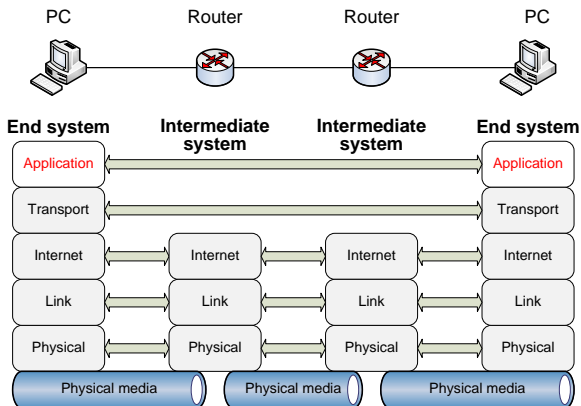 PC Router Router PC
End system Intermediate Intermediate End system
system system
Application Application
Transport Transport
Internet Internet Internet Internet
Link Link Link Link
Physical Physical Physical Physical
Physical media Physical media Physical media